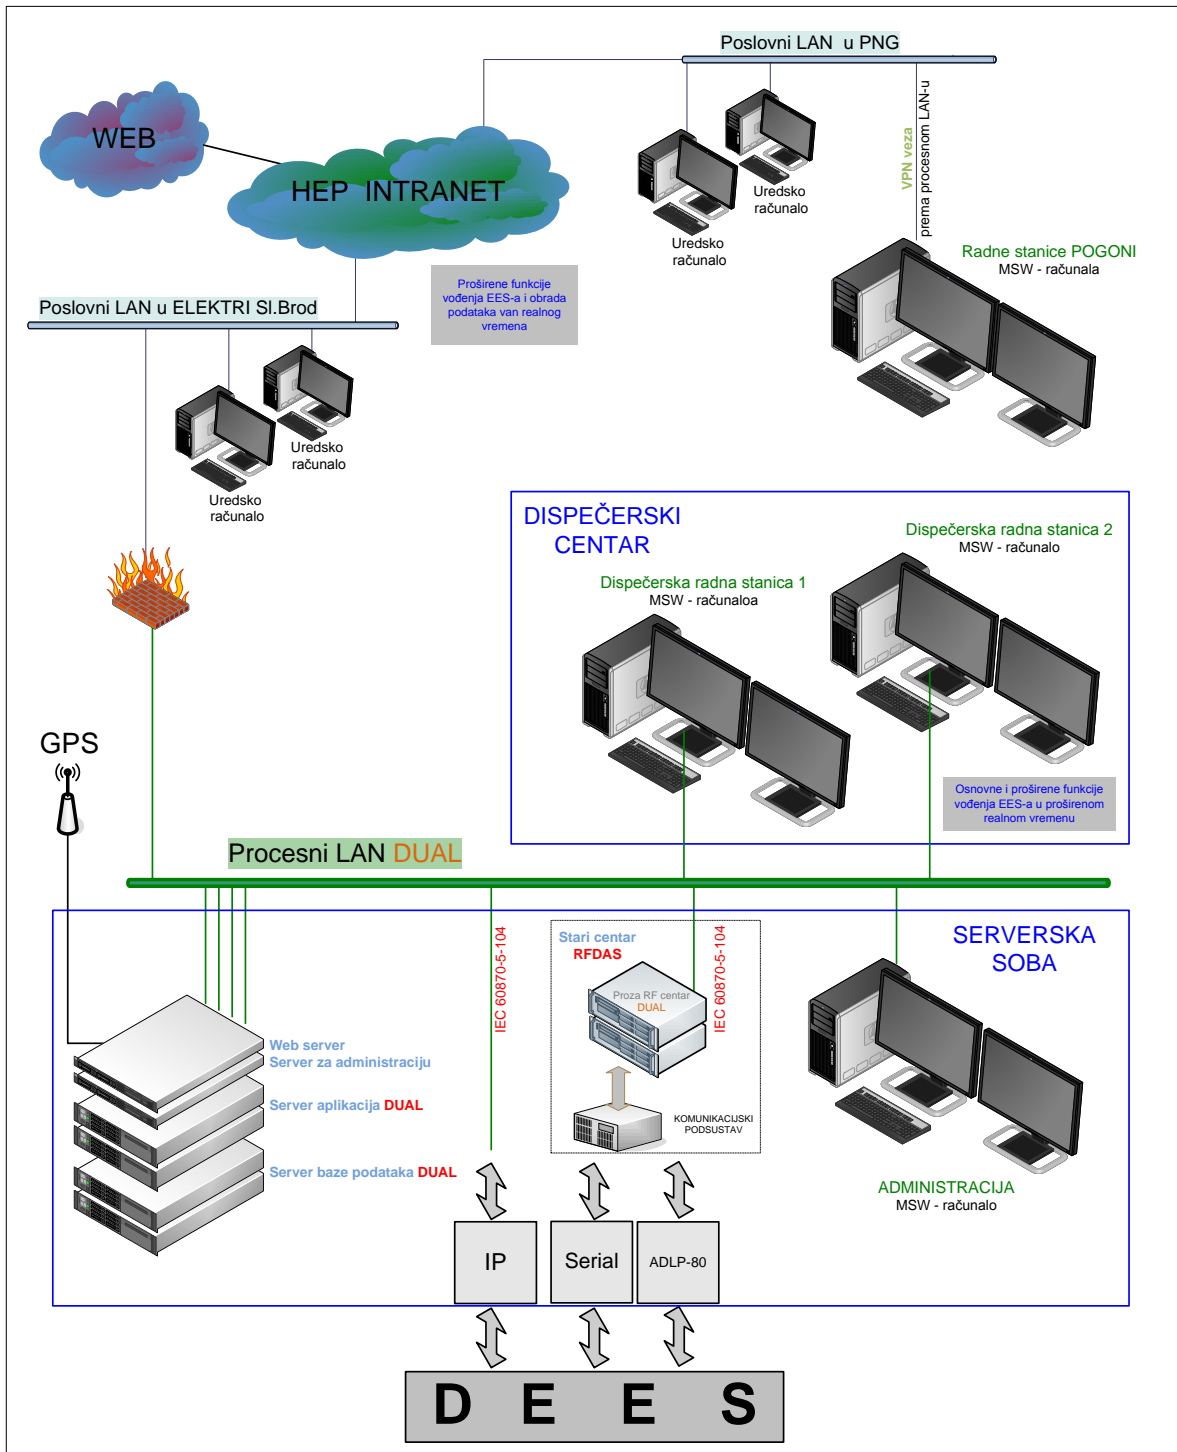 Poslovni LAN u PNG
WEB
HEP INTRANET
VPN veza
prema procesnom LAN-u
Uredsko
računalo
Uredsko
računalo
Radne stanice POGONI
MSW - računala
Proširene funkcije
vođenja EES-a i obrada
podataka van realnog
vremena
Poslovni LAN u ELEKTRI Sl.Brod
Uredsko
računalo
Uredsko
računalo
DISPEČERSKI
CENTAR
Dispečerska radna stanica 2
MSW - računalo
Dispečerska radna stanica 1
MSW - računaloa
GPS
Osnovne i proširene funkcije
vođenja EES-a u proširenom
realnom vremenu
Procesni LAN DUAL
IEC 60870-5-104
Stari centar
RFDAS
Proza RF centar
DUAL
IEC 60870-5-104
SERVERSKA
SOBA
Web server
Server za administraciju
Server aplikacija DUAL
Server baze podataka DUAL
KOMUNIKACIJSKI
PODSUSTAV
ADMINISTRACIJA
MSW - računalo
IP
Serial
ADLP-80
D E E S